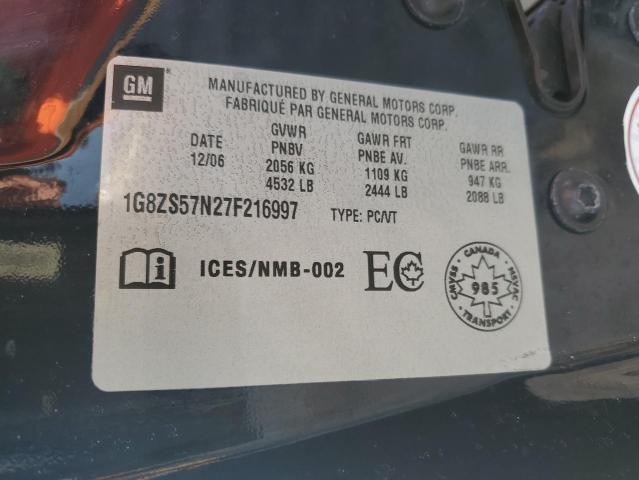 GM
MANUFACTURED BY GENERAL MOTORS CORP.
FABRIQUÉ PAR GENERAL MOTORS CORP.
DATE GVWR GAWR FRT GAWR RR
12/06 PNBV PNBE AV. PNBE ARR.
2056 KG 1109 KG 947 KG
4532 LB 2444 LB 2088 LB
1G8ZS57N27F216997 TYPE: PC/VT
i ICES/NMB-002 EC
CANADA
CMVSS 985 NSVAC
TRANSPORT